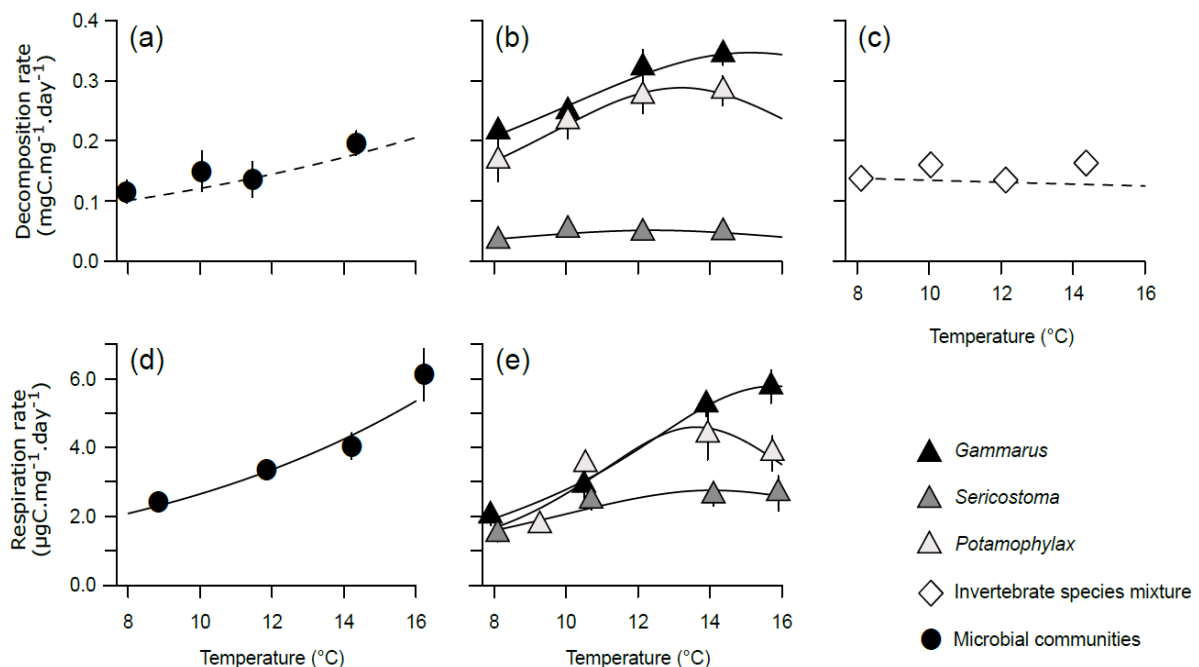 (a)
(b)
(c)
Decomposition rate
(mgC.mg-1.day-1)
0.4
0.3
0.2
0.1
0.0
8 10 12 14 16
Temperature (°C)
(d)
(e)
Respiration rate
(µgC.mg-1.day-1)
6.0
4.0
2.0
0.0
8 10 12 14 16
8 10 12 14 16
Temperature (°C)
Temperature (°C)
Gammarus
Sericostoma
Potamophylax
Invertebrate species mixture
Microbial communities